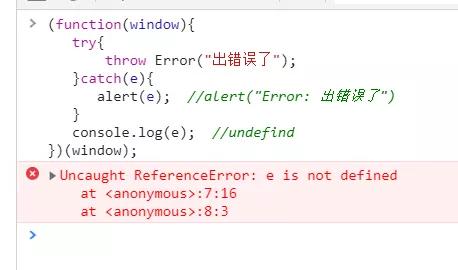 (function(window){
try{
throw Error("出错误了");
}catch(e){
alert(e);  //alert("Error: 出错误了")
}
console.log(e);  //undefind
})(window);
Uncaught ReferenceError: e is not defined
at <anonymous>:7:16
at <anonymous>:8:3